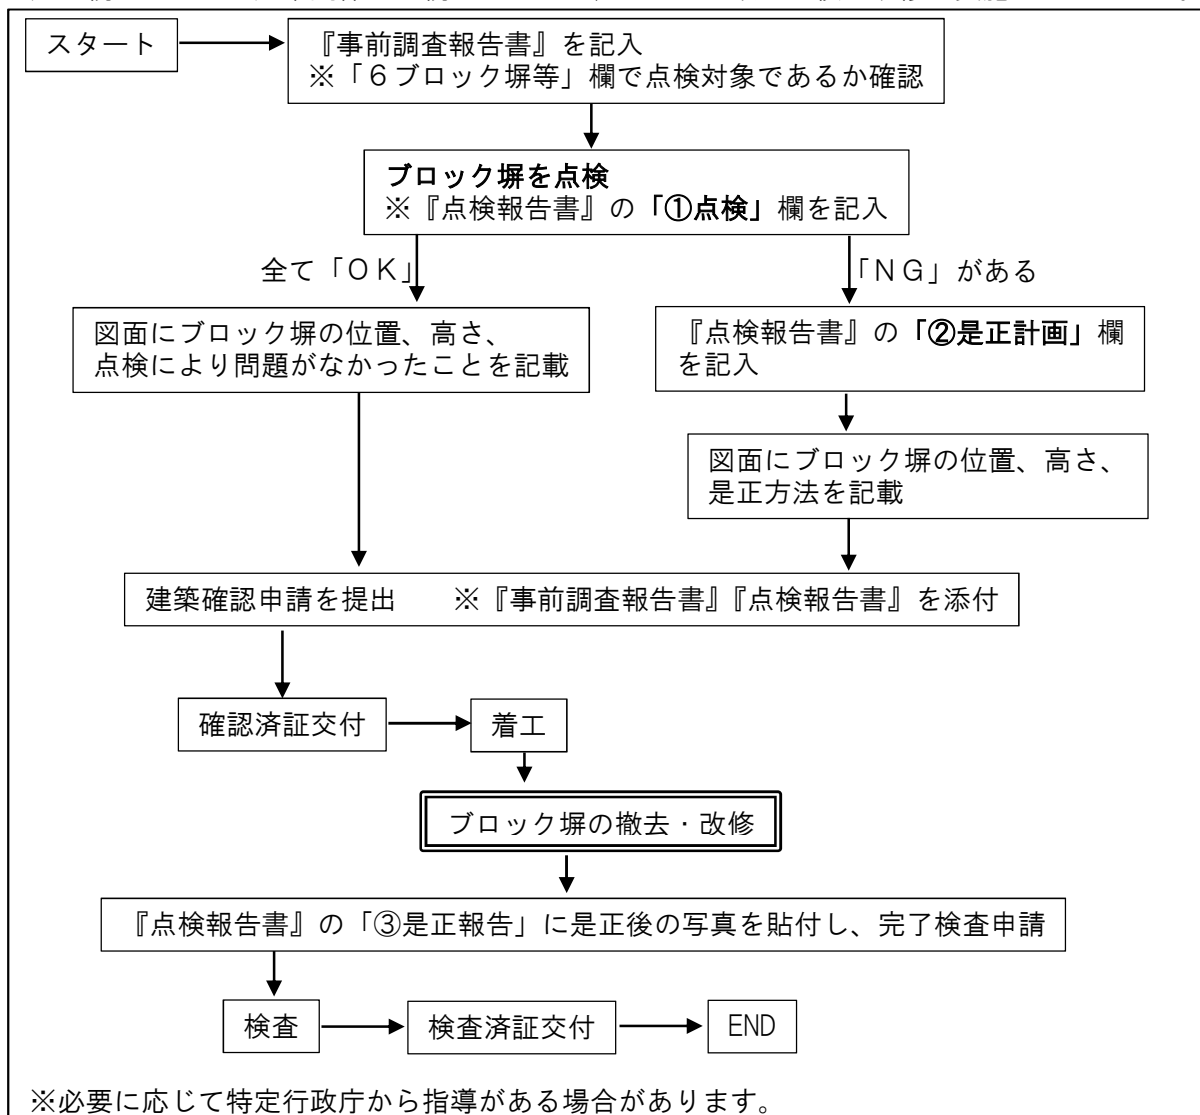 スタート
『事前調査報告書』を記入
※「６ブロック塀等」欄で点検対象であるか確認
ブロック塀を点検
※『点検報告書』の「①点検」欄を記入
全て「ＯＫ」
「ＮＧ」がある
図面にブロック塀の位置、高さ、
点検により問題がなかったことを記載
『点検報告書』の「②是正計画」欄
を記入
図面にブロック塀の位置、高さ、
是正方法を記載
建築確認申請を提出　　※『事前調査報告書』『点検報告書』を添付
確認済証交付
着工
ブロック塀の撤去・改修
『点検報告書』の「③是正報告」に是正後の写真を貼付し、完了検査申請
検査
検査済証交付
END
※必要に応じて特定行政庁から指導がある場合があります。